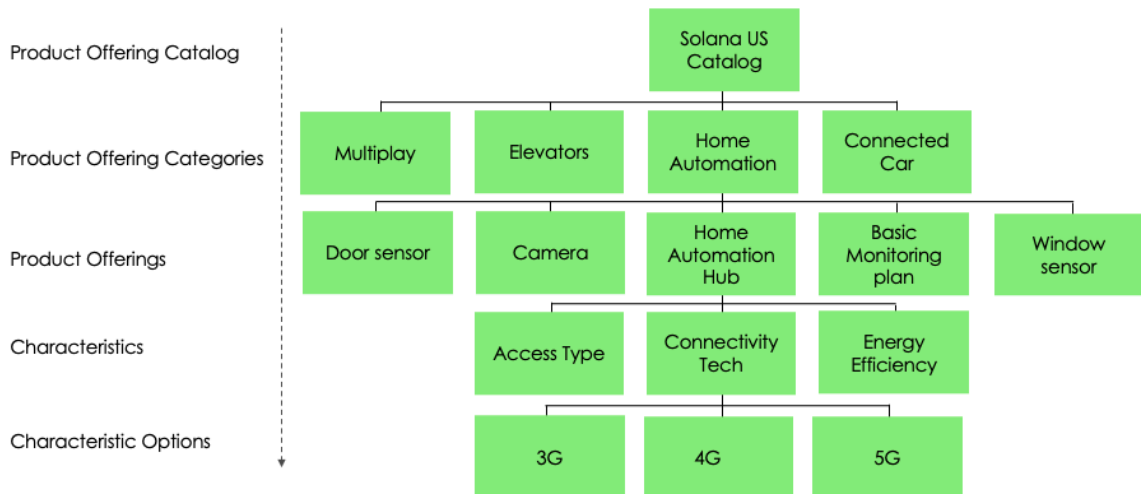 Product Offering Catalog
Solana US
Catalog
Product Offering Categories
Multiplay
Elevators
Home
Automation
Connected
Car
Product Offerings
Door sensor
Camera
Home
Automation
Hub
Basic
Monitoring
plan
Window
sensor
Characteristics
Access Type
Connectivity
Tech
Energy
Efficiency
Characteristic Options
3G
4G
5G